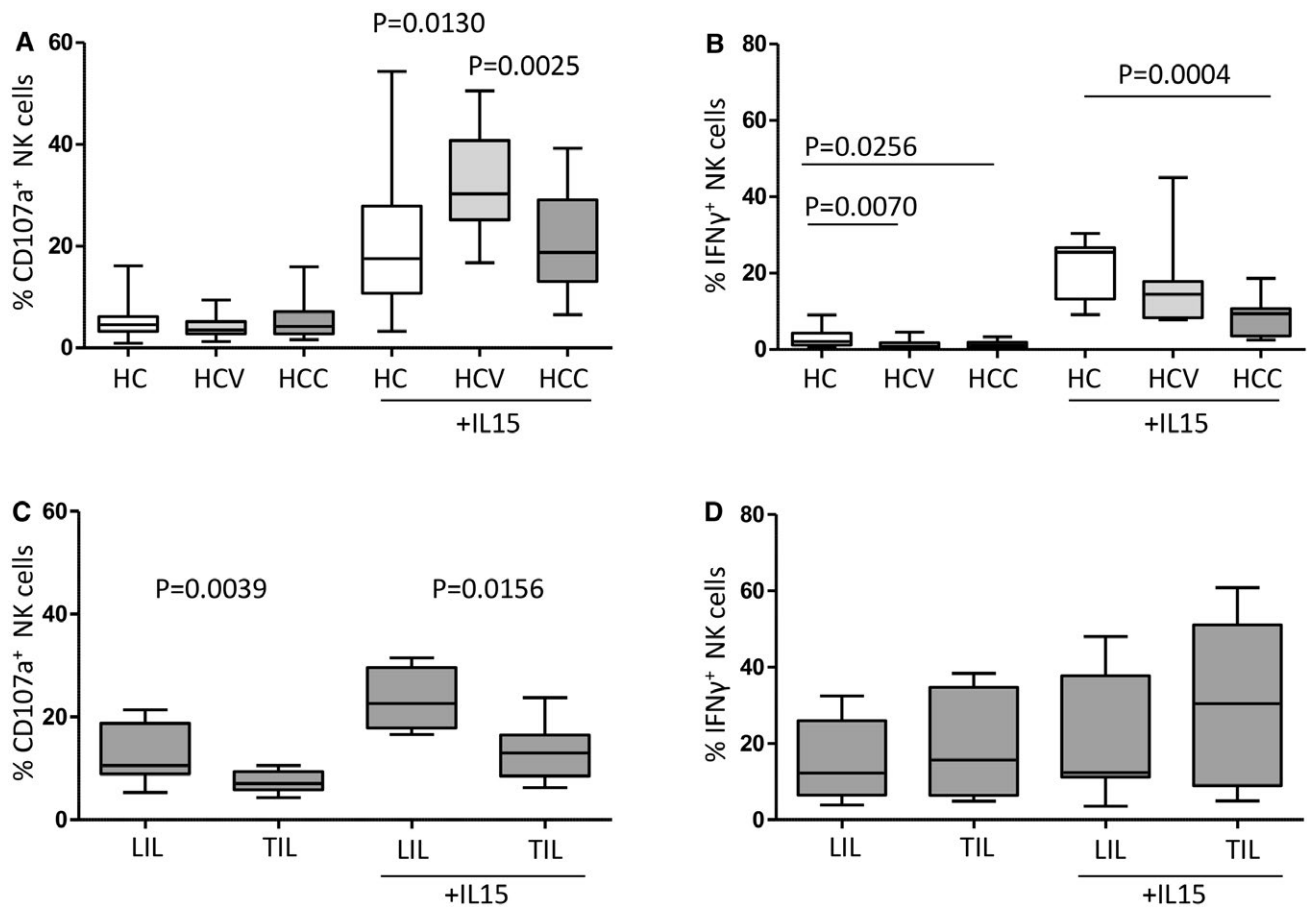 A
% CD107a⁺ NK cells
60
40
20
0
P=0.0130
P=0.0025
HC HCV HCC HC HCV HCC
+IL15
B
% IFNγ⁺ NK cells
80
60
40
20
0
P=0.0004
P=0.0256
P=0.0070
HC HCV HCC HC HCV HCC
+IL15
C
% CD107a⁺ NK cells
60
40
20
0
P=0.0039 P=0.0156
LIL TIL LIL TIL
+IL15
D
% IFNγ⁺ NK cells
80
60
40
20
0
LIL TIL LIL TIL
+IL15